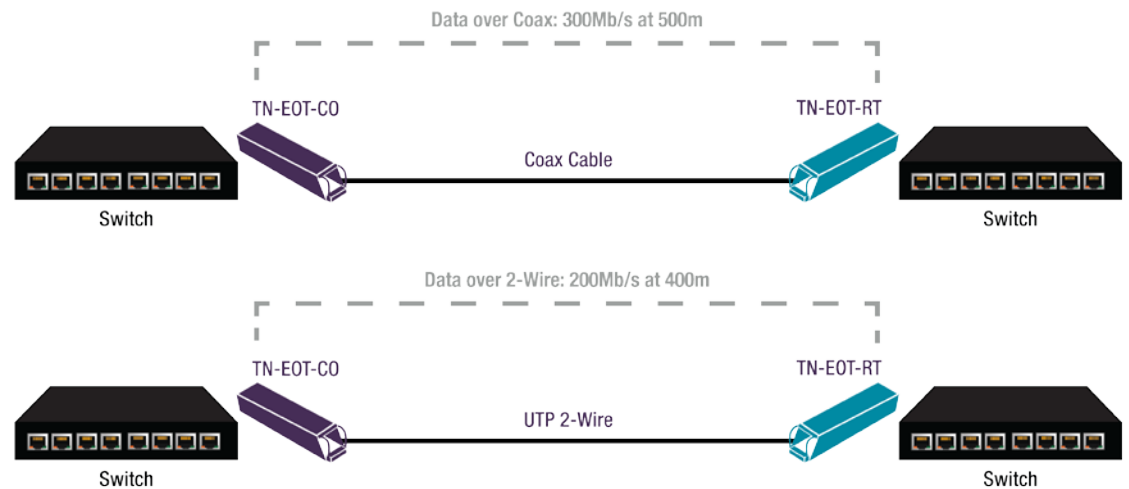 Data over Coax: 300Mb/s at 500m
TN-EOT-CO
TN-EOT-RT
Coax Cable
Switch
Switch
Data over 2-Wire: 200Mb/s at 400m
TN-EOT-CO
TN-EOT-RT
UTP 2-Wire
Switch
Switch